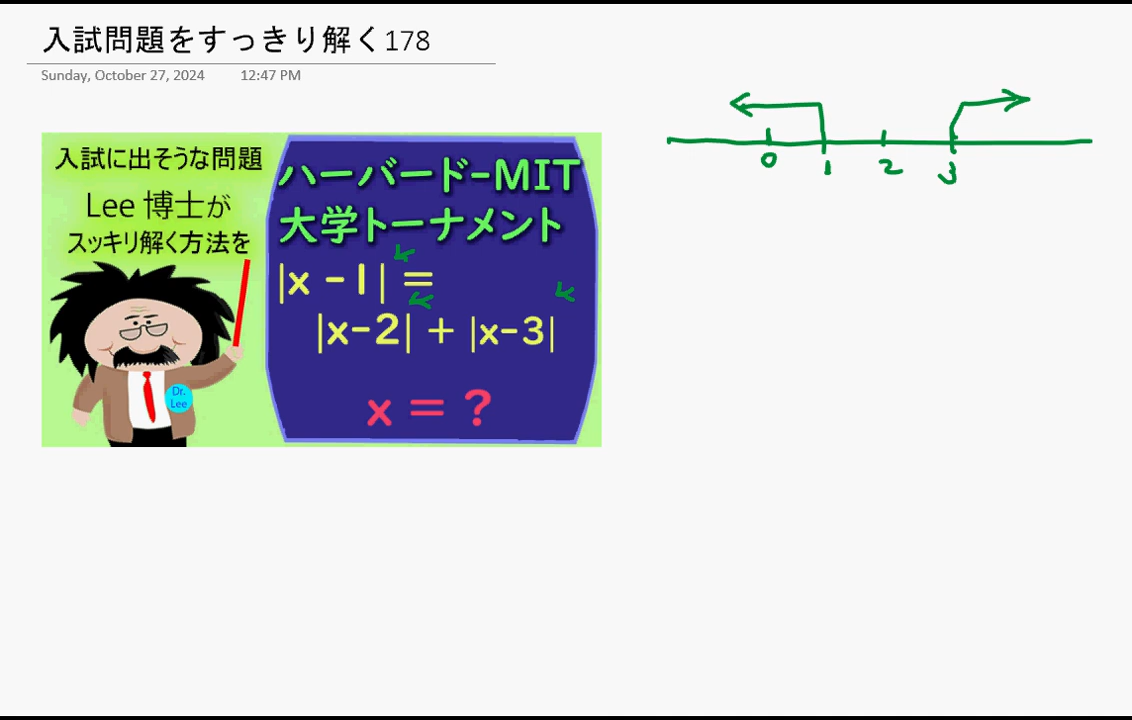 入試問題をすっきり解く178
Sunday, October 27, 2024 12:47 PM
入試に出そうな問題
Lee 博士が
スッキリ解く方法を
Dr.
Lee
ハーバード-MIT
大学トーナメント
|x -1| =
|x-2| + |x-3|
x = ?
0 1 2 3